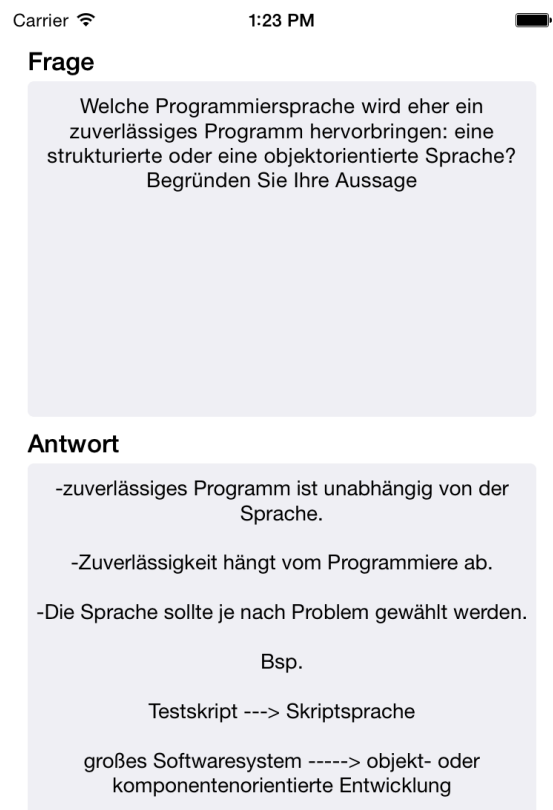 Carrier 1:23 PM
Frage
Welche Programmiersprache wird eher ein
zuverlässiges Programm hervorbringen: eine
strukturierte oder eine objektorientierte Sprache?
Begründen Sie Ihre Aussage
Antwort
-zuverlässiges Programm ist unabhängig von der
Sprache.
-Zuverlässigkeit hängt vom Programmiere ab.
-Die Sprache sollte je nach Problem gewählt werden.
Bsp.
Testskript ---> Skriptsprache
großes Softwaresystem -----> objekt- oder
komponentenorientierte Entwicklung